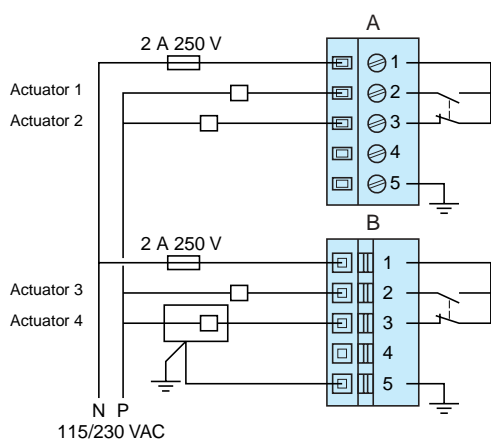 A
2 A 250 V
1
Actuator 1
2
Actuator 2
3
4
5
B
2 A 250 V
1
Actuator 3
2
Actuator 4
3
4
5
N P
115/230 VAC